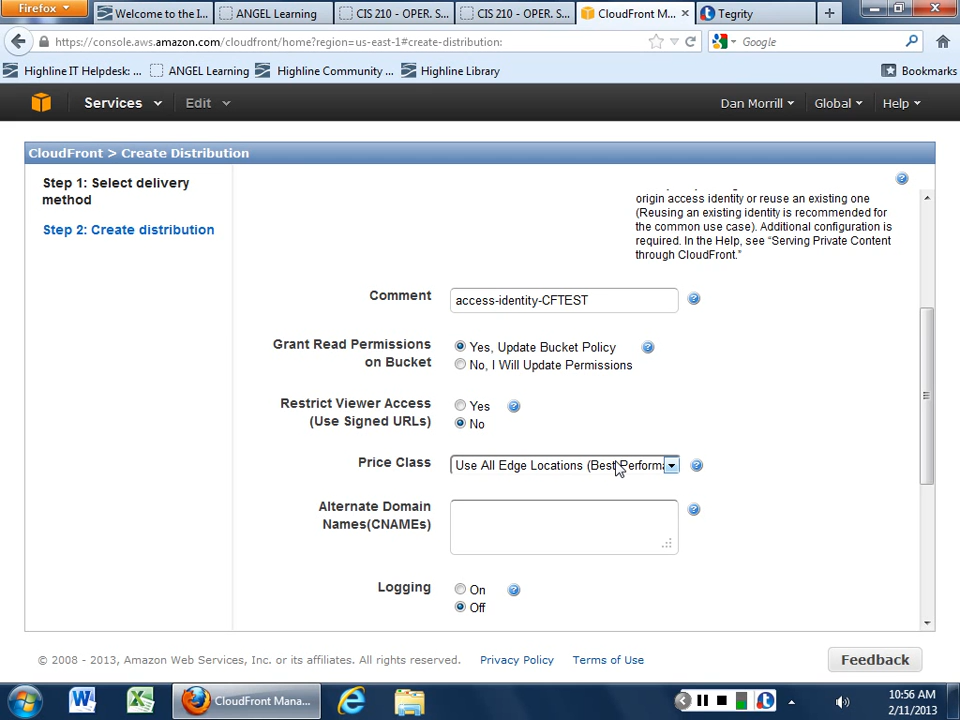 Firefox
Welcome to the I...
ANGEL Learning
CIS 210 - OPER. S...
CIS 210 - OPER. S...
CloudFront M...
Tegrity
https://console.aws.amazon.com/cloudfront/home?region=us-east-1#create-distribution:
Google
Highline IT Helpdesk: ...
ANGEL Learning
Highline Community ...
Highline Library
Bookmarks
Services
Edit
Dan Morrill
Global
Help
CloudFront > Create Distribution
Step 1: Select delivery
method
Step 2: Create distribution
origin access identity or reuse an existing one
(Reusing an existing identity is recommended for
the common use case). Additional configuration is
required. In the Help, see "Serving Private Content
through CloudFront."
Comment
access-identity-CFTEST
Grant Read Permissions
on Bucket
Yes, Update Bucket Policy
No, I Will Update Permissions
Restrict Viewer Access
(Use Signed URLs)
Yes
No
Price Class
Use All Edge Locations (Best Performa
Alternate Domain
Names(CNAMEs)
Logging
On
Off
© 2008 - 2013, Amazon Web Services, Inc. or its affiliates. All rights reserved.
Privacy Policy
Terms of Use
Feedback
CloudFront Mana...
10:56 AM
2/11/2013